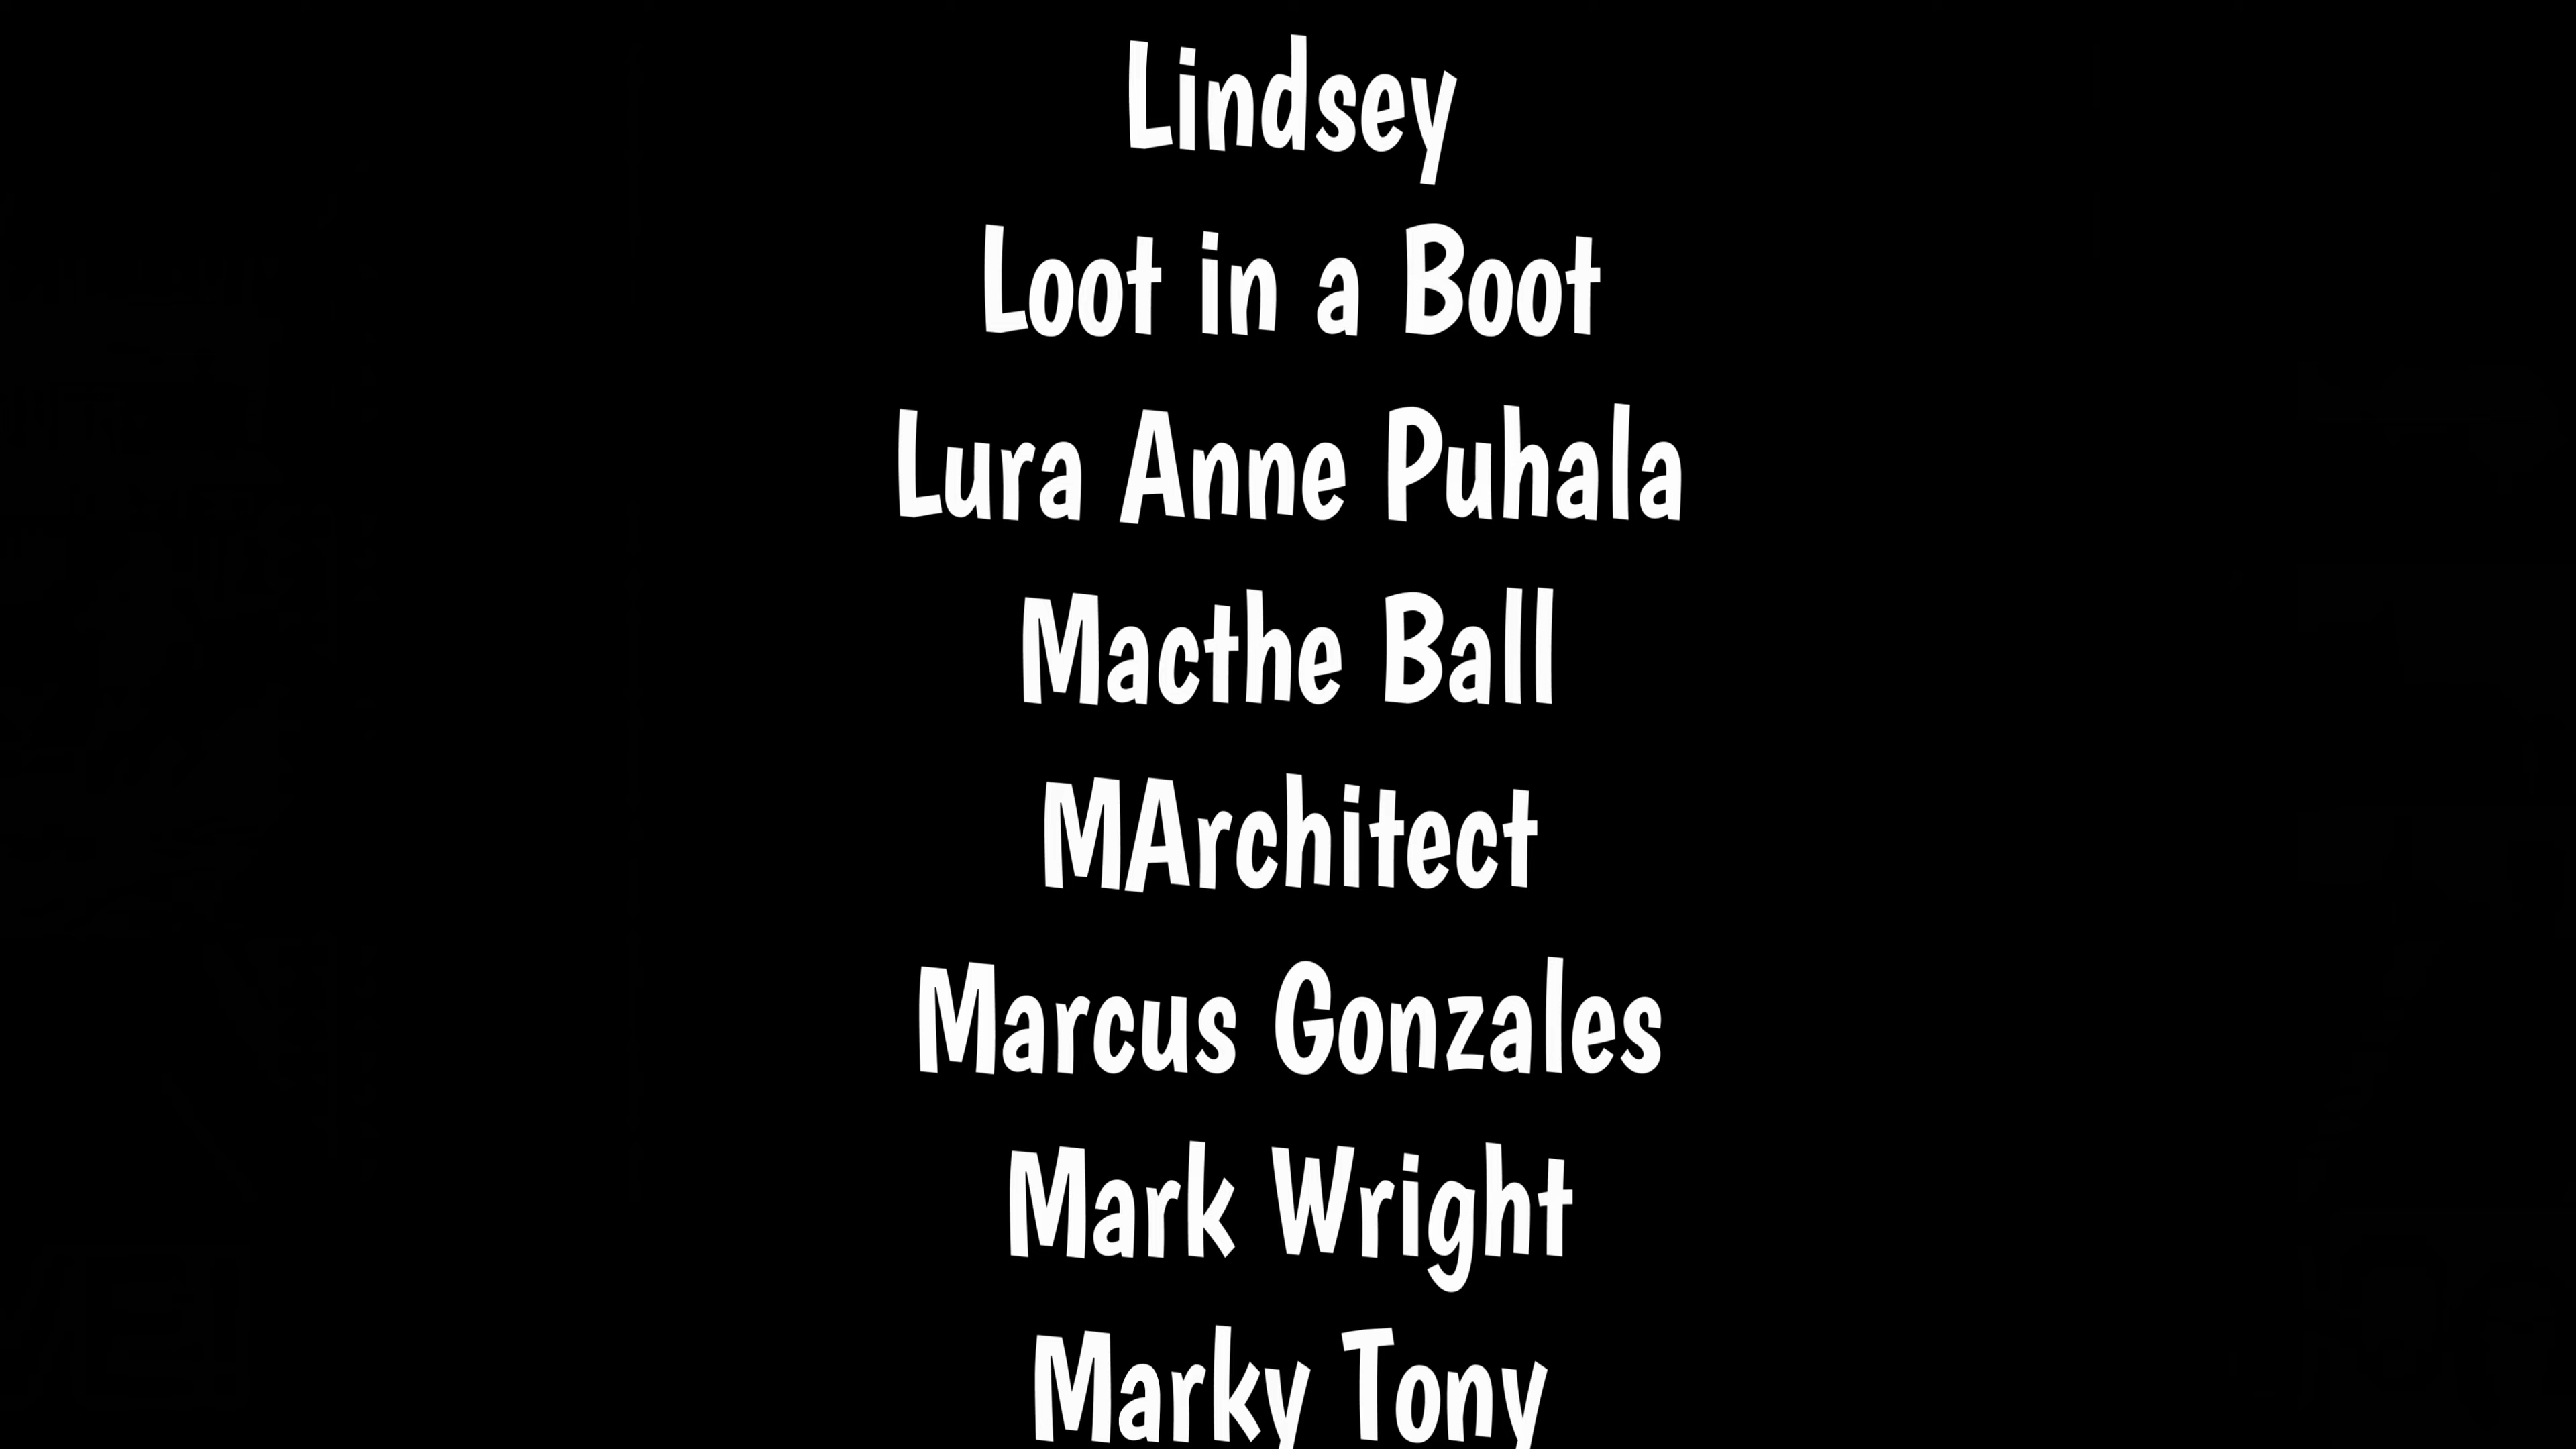 Lindsey
Loot in a Boot
Lura Anne Puhala
Macthe Ball
MArchitect
Marcus Gonzales
Mark Wright
Marky Tony